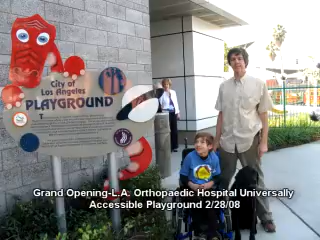 City of
Los Angeles
PLAYGROUND
Grand Opening-L.A. Orthopaedic Hospital Universally
Accessible Playground 2/28/08